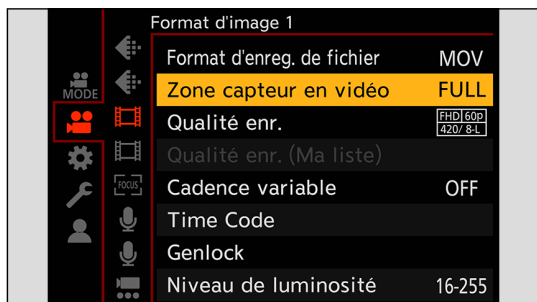 Format d'image 1
MODE
FOCUS
Format d'enreg. de fichier MOV
Zone capteur en vidéo FULL
Qualité enr. FHD 60p 420/ 8-L
Qualité enr. (Ma liste)
Cadence variable OFF
Time Code
Genlock
Niveau de luminosité 16-255